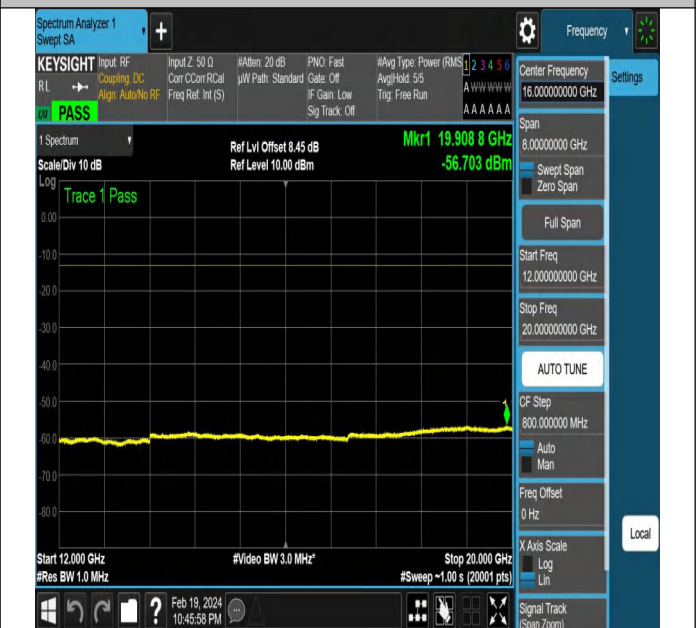 Spectrum Analyzer 1
Swept SA
Frequency
KEYSIGHT
RL
PASS
Input: RF
Coupling: DC
Align: Auto/No RF
Input Z: 50 Ω
Corr CCorr RCal
Freq Ref: Int (S)
#Atten: 20 dB
µW Path: Standard
PNO: Fast
Gate: Off
IF Gain: Low
Sig Track: Off
#Avg Type: Power (RMS
Avg|Hold: 5/5
Trig: Free Run
1 2 3 4 5 6
A W W W W W
A A A A A A
1 Spectrum
Scale/Div 10 dB
Ref Lvl Offset 8.45 dB
Ref Level 10.00 dBm
Mkr1 19.908 8 GHz
-56.703 dBm
Log
Trace 1 Pass
0.00
-10.0
-20.0
-30.0
-40.0
-50.0
1
-60.0
-70.0
-80.0
Start 12.000 GHz
#Res BW 1.0 MHz
#Video BW 3.0 MHz*
Stop 20.000 GHz
#Sweep ~1.00 s (20001 pts)
?
Feb 19, 2024
10:45:58 PM
Center Frequency
16.000000000 GHz
Settings
Span
8.00000000 GHz
Swept Span
Zero Span
Full Span
Start Freq
12.000000000 GHz
Stop Freq
20.000000000 GHz
AUTO TUNE
CF Step
800.000000 MHz
Auto
Man
Freq Offset
0 Hz
Local
X Axis Scale
Log
Lin
Signal Track
(Span Zoom)